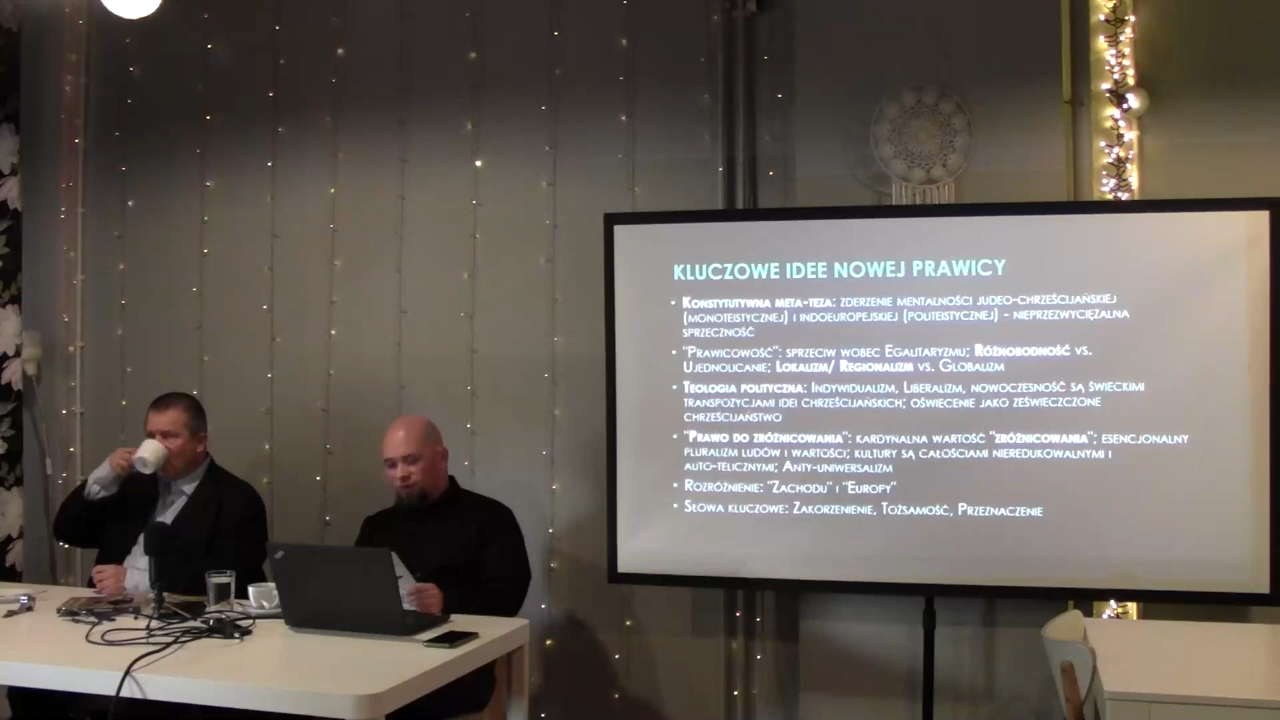 KLUCZOWE IDEE NOWEJ PRAWICY
• KONSTYTUTYWNA META-TEZA: ZDERZENIE MENTALNOŚCI JUDEO-CHRZEŚCIJAŃSKIEJ
(MONOTEISTYCZNEJ) I INDOEUROPEJSKIEJ (POLITEISTYCZNEJ) - NIEPRZEZWYCIĘŻALNA
SPRZECZNOŚĆ
• "PRAWICOWOŚĆ": SPRZECIW WOBEC EGALITARYZMU; RÓŻNORODNOŚĆ VS.
UJEDNOLICANIE; LOKALIZM/ REGIONALIZM VS. GLOBALIZM
• TEOLOGIA POLITYCZNA: INDYWIDUALIZM, LIBERALIZM, NOWOCZESNOŚĆ SĄ ŚWIECKIMI
TRANSPOZYCJAMI IDEI CHRZEŚCIJAŃSKICH; OŚWIECENIE JAKO ZEŚWIECZCZONE
CHRZEŚCIJAŃSTWO
• "PRAWO DO ZRÓŻNICOWANIA": KARDYNALNA WARTOŚĆ "ZRÓŻNICOWANIA"; ESENCJONALNY
PLURALIZM LUDÓW I WARTOŚCI; KULTURY SĄ CAŁOŚCIAMI NIEREDUKOWALNYMI I
AUTO-TELICZNYMI; ANTY-UNIWERSALIZM
• ROZRÓŻNIENIE: "ZACHODU" I "EUROPY"
• SŁOWA KLUCZOWE: ZAKORZENIENIE, TOŻSAMOŚĆ, PRZEZNACZENIE